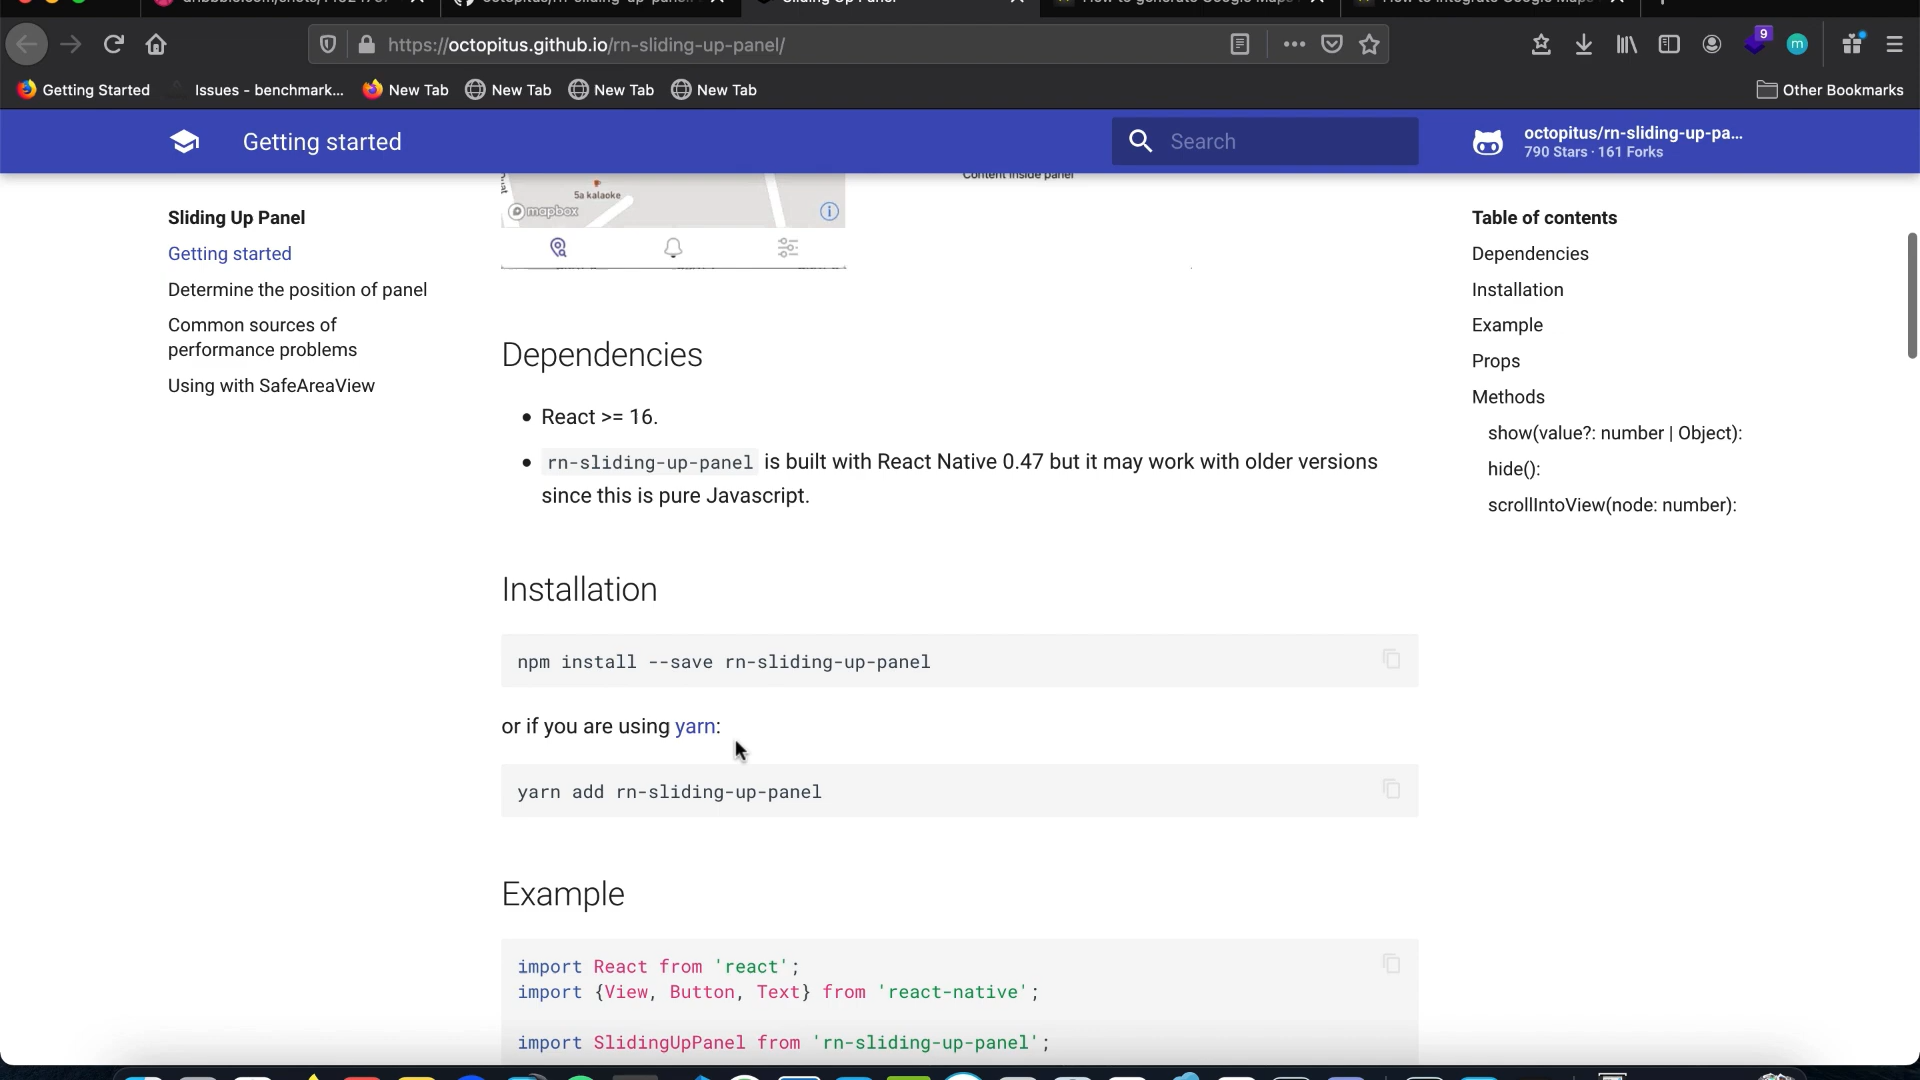 Sliding Up Panel
https://octopitus.github.io/rn-sliding-up-panel/
9
m
Getting Started
Issues - benchmark...
New Tab
New Tab
New Tab
New Tab
Other Bookmarks
Getting started
Search
octopitus/rn-sliding-up-pa...
790 Stars · 161 Forks
5a kalaoke
mapbox
Content inside panel
Sliding Up Panel
Getting started
Determine the position of panel
Common sources of
performance problems
Using with SafeAreaView
Dependencies
• React >= 16.
• rn-sliding-up-panel is built with React Native 0.47 but it may work with older versions
since this is pure Javascript.
Installation
npm install --save rn-sliding-up-panel
or if you are using yarn:
yarn add rn-sliding-up-panel
Example
import React from 'react';
import {View, Button, Text} from 'react-native';
import SlidingUpPanel from 'rn-sliding-up-panel';
Table of contents
Dependencies
Installation
Example
Props
Methods
show(value?: number | Object):
hide():
scrollIntoView(node: number):